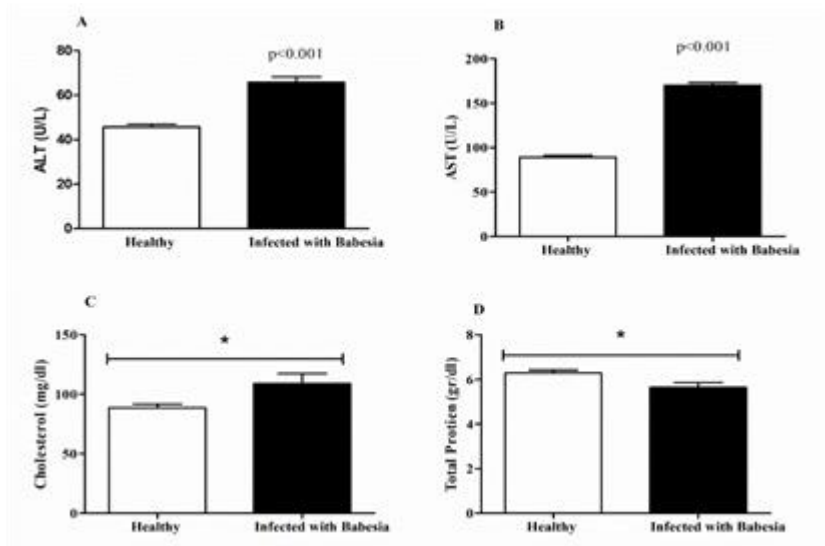 A
p<0.001
80
60
40
20
0
ALT (U/L)
Healthy
Infected with Babesia
B
p<0.001
200
150
100
50
0
AST (U/L)
Healthy
Infected with Babesia
C
*
150
100
50
0
Cholesterol (mg/dl)
Healthy
Infected with Babesia
D
*
8
6
4
2
0
Total Protien (gr/dl)
Healthy
Infected with Babesia